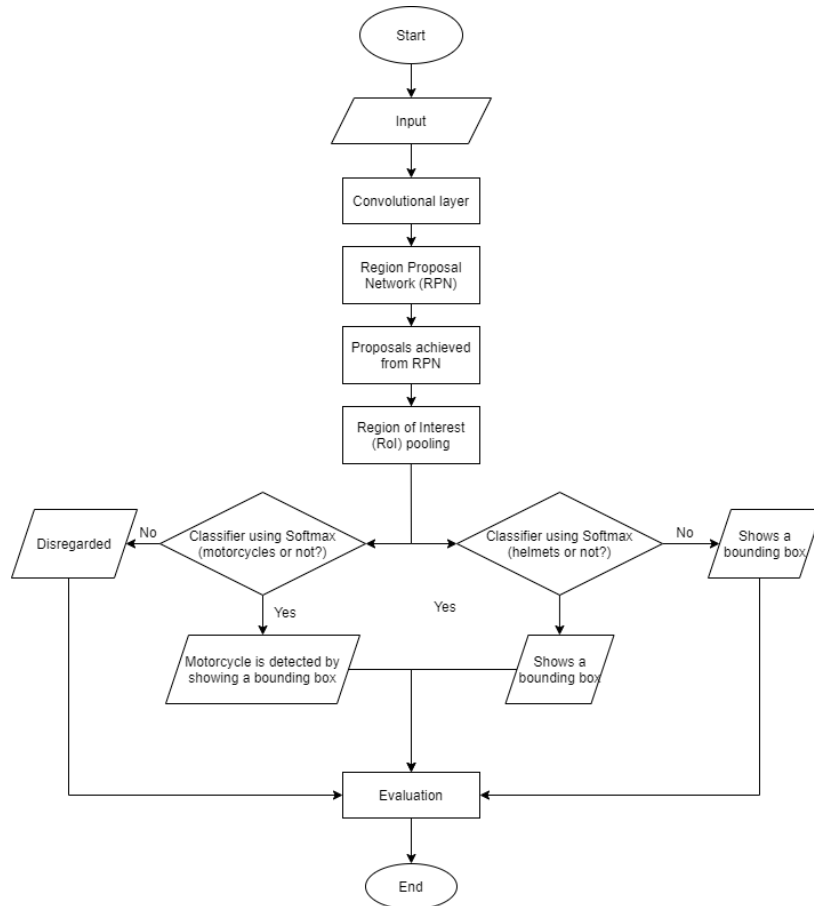 Start
Input
Convolutional layer
Region Proposal
Network (RPN)
Proposals achieved
from RPN
Region of Interest
(RoI) pooling
Disregarded
No
Classifier using Softmax
(motorcycles or not?)
Classifier using Softmax
(helmets or not?)
No
Shows a
bounding box
Yes
Yes
Motorcycle is detected by
showing a bounding box
Shows a
bounding box
Evaluation
End